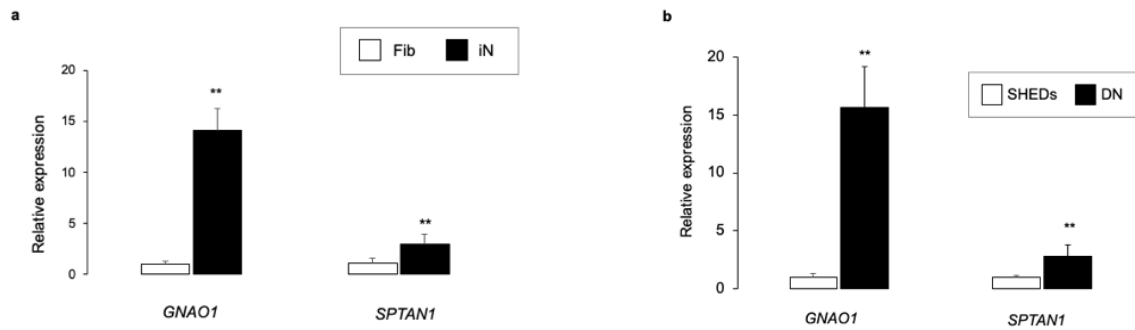 a
Fib iN
Relative expression
20
15
10
5
0
**
**
GNAO1 SPTAN1
b
SHEDs DN
Relative expression
20
15
10
5
0
**
**
GNAO1 SPTAN1